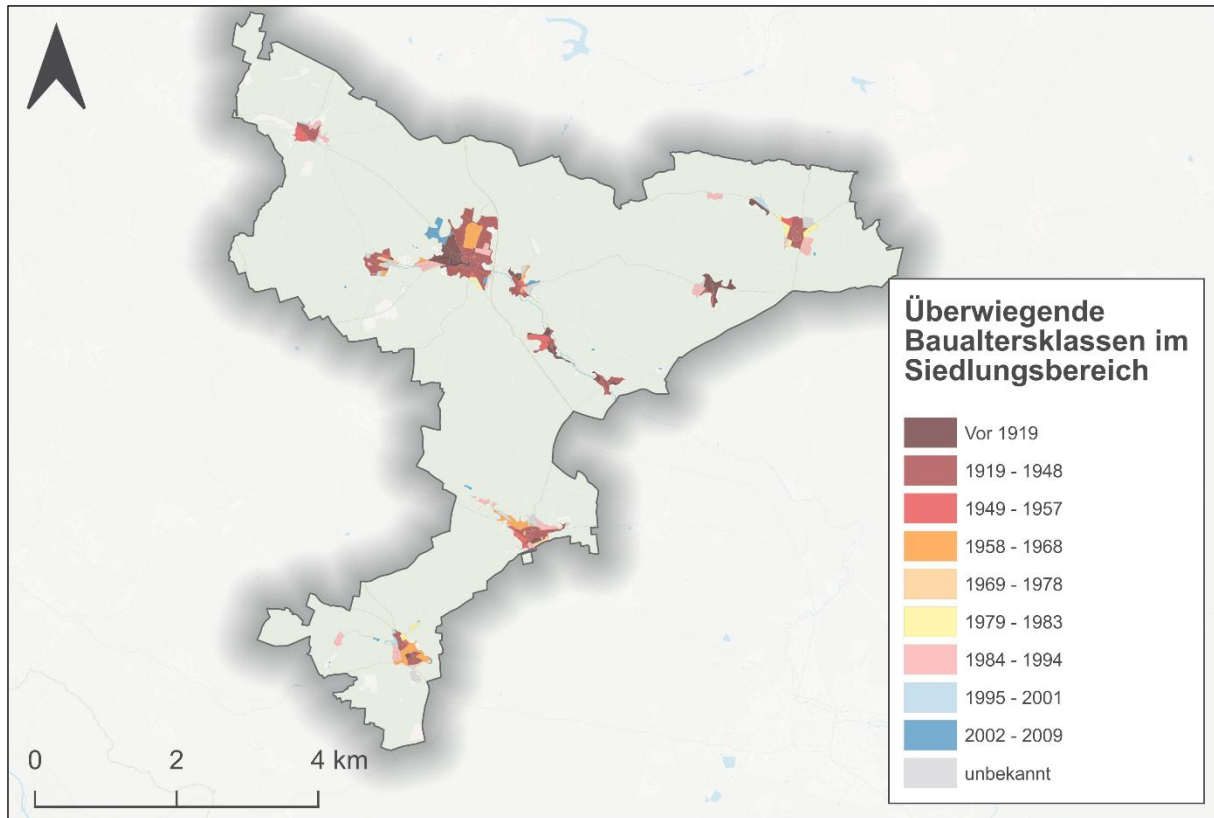 Überwiegende
Baualtersklassen im
Siedlungsbereich
Vor 1919
1919 - 1948
1949 - 1957
1958 - 1968
1969 - 1978
1979 - 1983
1984 - 1994
1995 - 2001
2002 - 2009
unbekannt
0 2 4 km